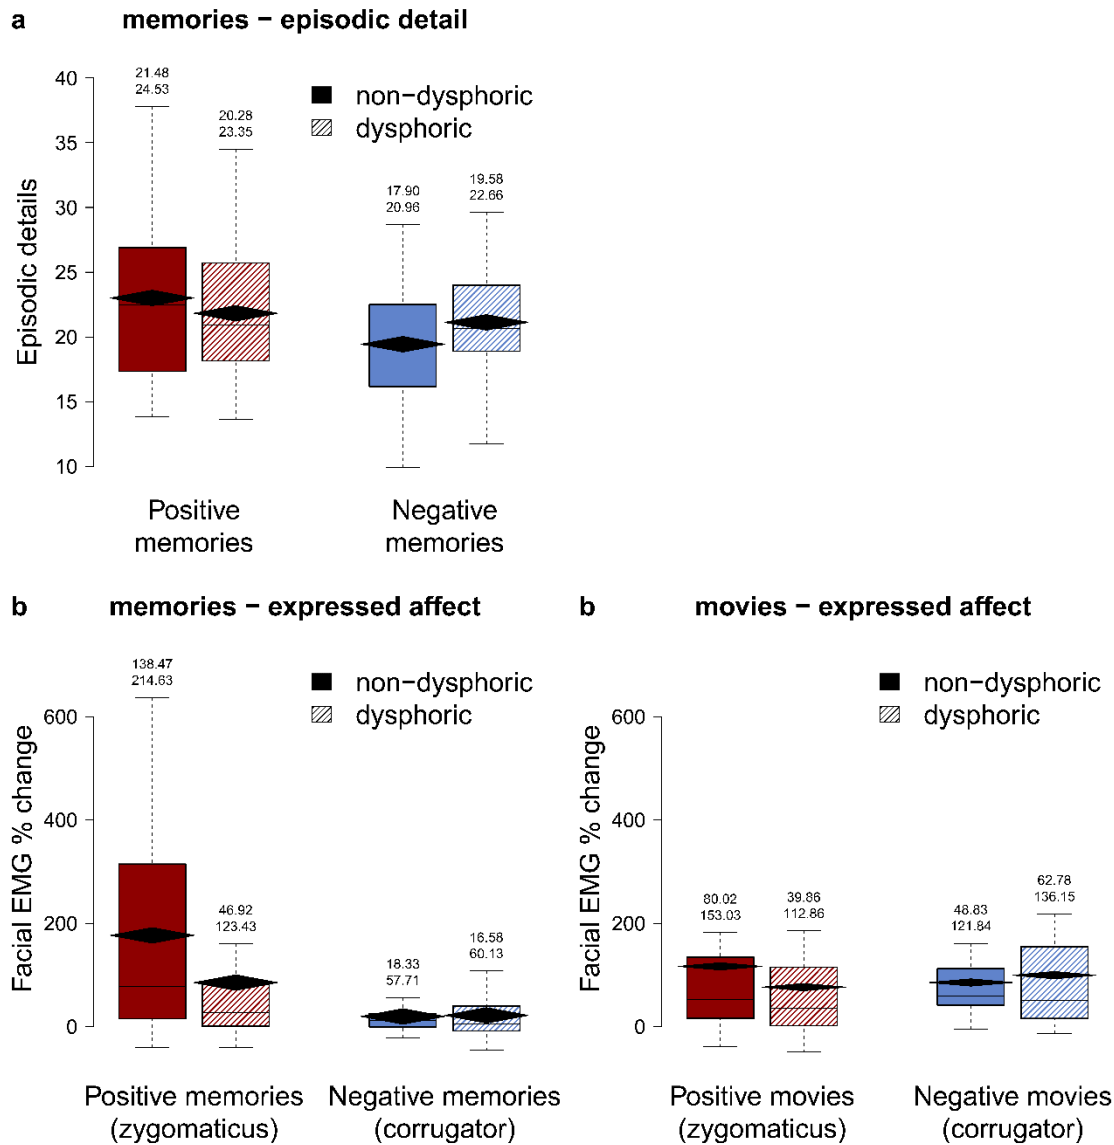 a memories − episodic detail
21.48
24.53
20.28
23.35
17.90
20.96
19.58
22.66
non-dysphoric
dysphoric
Episodic details
40
35
30
25
20
15
10
Positive
memories
Negative
memories
b memories − expressed affect
138.47
214.63
46.92
123.43
18.33
57.71
16.58
60.13
non-dysphoric
dysphoric
Facial EMG % change
600
400
200
0
Positive memories
(zygomaticus)
Negative memories
(corrugator)
b movies − expressed affect
80.02
153.03
39.86
112.86
48.83
121.84
62.78
136.15
non-dysphoric
dysphoric
Facial EMG % change
600
400
200
0
Positive movies
(zygomaticus)
Negative movies
(corrugator)